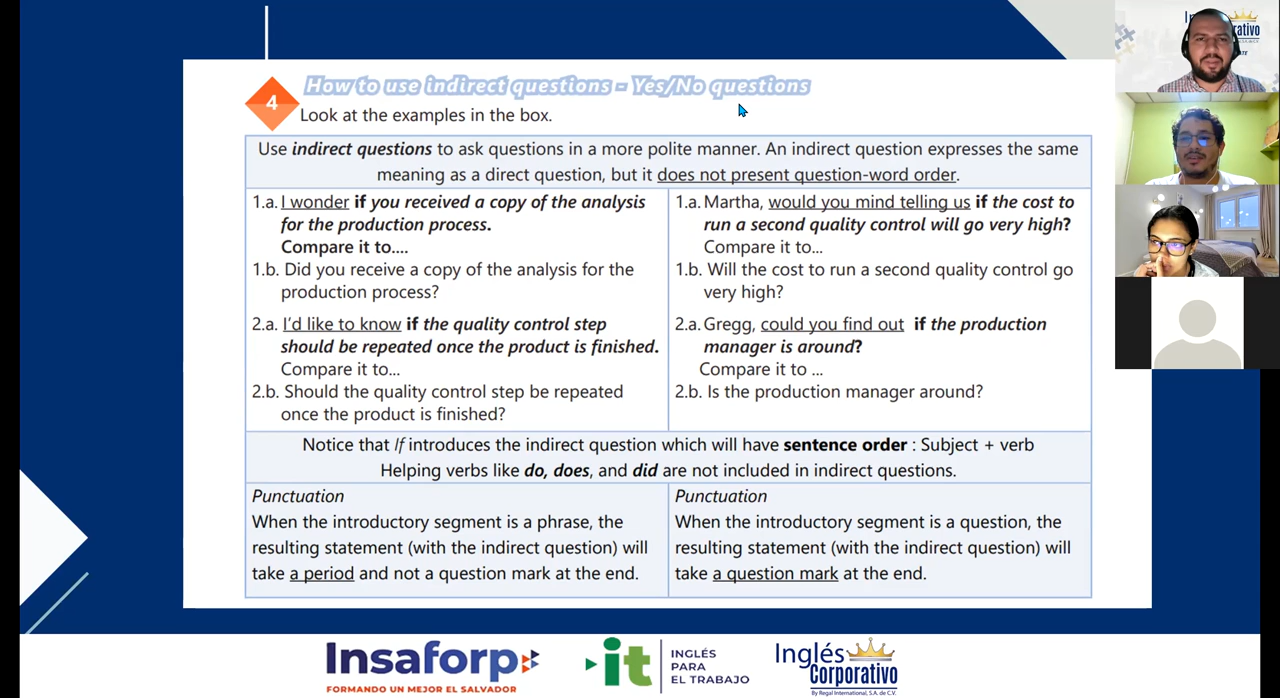 4
How to use indirect questions - Yes/No questions
Look at the examples in the box.
Use indirect questions to ask questions in a more polite manner. An indirect question expresses the same
meaning as a direct question, but it does not present question-word order.
1.a. I wonder if you received a copy of the analysis
for the production process.
Compare it to....
1.b. Did you receive a copy of the analysis for the
production process?
2.a. I'd like to know if the quality control step
should be repeated once the product is finished.
Compare it to...
2.b. Should the quality control step be repeated
once the product is finished?
1.a. Martha, would you mind telling us if the cost to
run a second quality control will go very high?
Compare it to...
1.b. Will the cost to run a second quality control go
very high?
2.a. Gregg, could you find out if the production
manager is around?
Compare it to ...
2.b. Is the production manager around?
Notice that If introduces the indirect question which will have sentence order : Subject + verb
Helping verbs like do, does, and did are not included in indirect questions.
Punctuation
When the introductory segment is a phrase, the
resulting statement (with the indirect question) will
take a period and not a question mark at the end.
Punctuation
When the introductory segment is a question, the
resulting statement (with the indirect question) will
take a question mark at the end.
Insaforp
FORMANDO UN MEJOR EL SALVADOR
it
INGLÉS
PARA
EL TRABAJO
Inglés
Corporativo
By Regal International, S.A. de C.V.